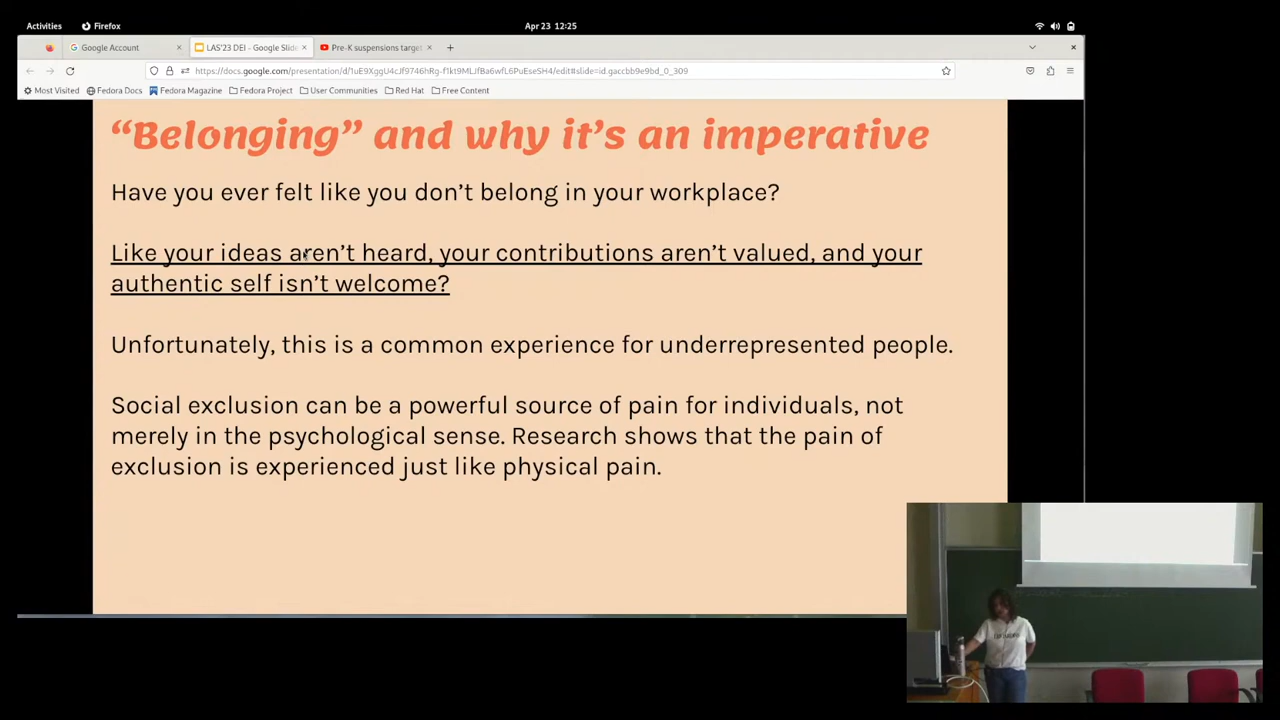 Activities Firefox Apr 23 12:25
Google Account LAS'23 DEI - Google Slide Pre-K suspensions target
https://docs.google.com/presentation/d/1uE9XggU4cJf9746hRg-f1kt9MLJfBa6wfL6PuEseSH4/edit#slide=id.gaccbb9e9bd_0_309
Most Visited Fedora Docs Fedora Magazine Fedora Project User Communities Red Hat Free Content
“Belonging” and why it’s an imperative
Have you ever felt like you don’t belong in your workplace?
Like your ideas aren’t heard, your contributions aren’t valued, and your
authentic self isn’t welcome?
Unfortunately, this is a common experience for underrepresented people.
Social exclusion can be a powerful source of pain for individuals, not
merely in the psychological sense. Research shows that the pain of
exclusion is experienced just like physical pain.